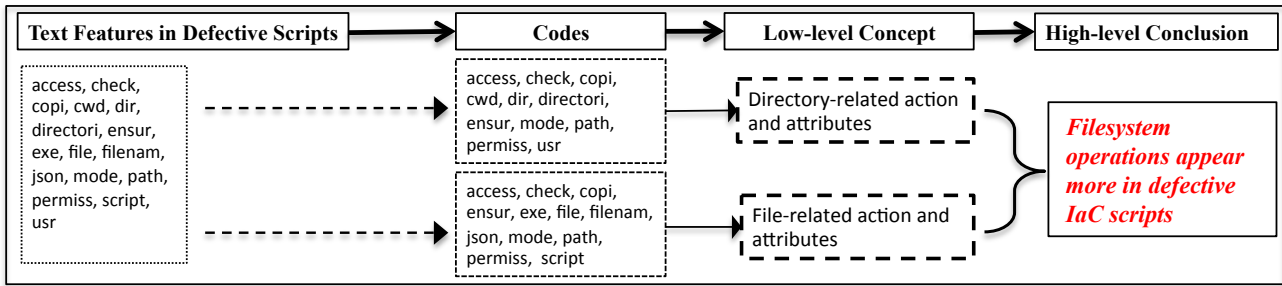 Text Features in Defective Scripts
Codes
Low-level Concept
High-level Conclusion
access, check,
copi, cwd, dir,
directori, ensur,
exe, file, filenam,
json, mode, path,
permiss, script,
usr
access, check, copi,
cwd, dir, directori,
ensur, mode, path,
permiss, usr
access, check, copi,
ensur, exe, file, filenam,
json, mode, path,
permiss, script
Directory-related action
and attributes
File-related action and
attributes
Filesystem
operations appear
more in defective
IaC scripts